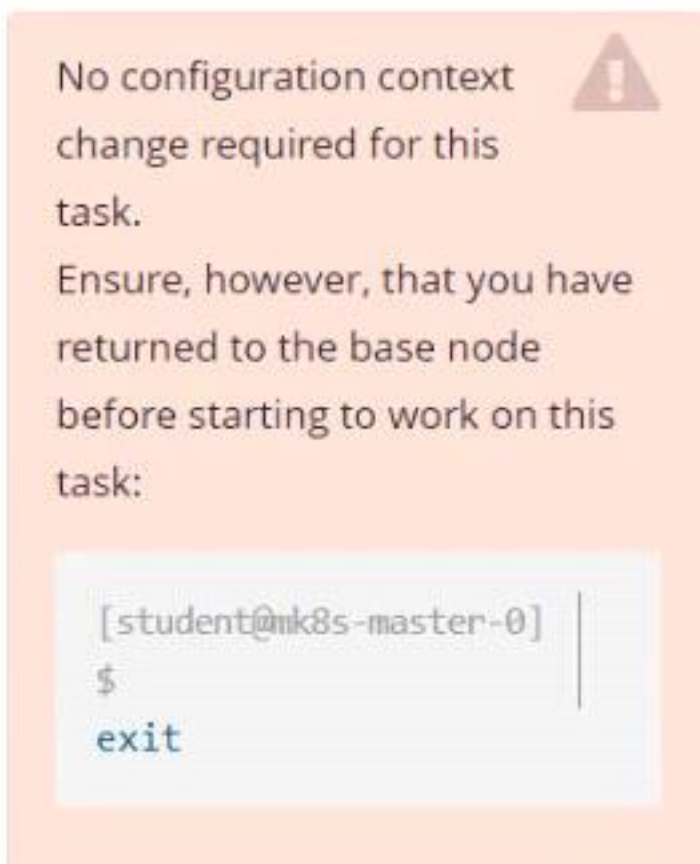 No configuration context
change required for this
task.
Ensure, however, that you have
returned to the base node
before starting to work on this
task:
[student@mk8s-master-0]
$
exit